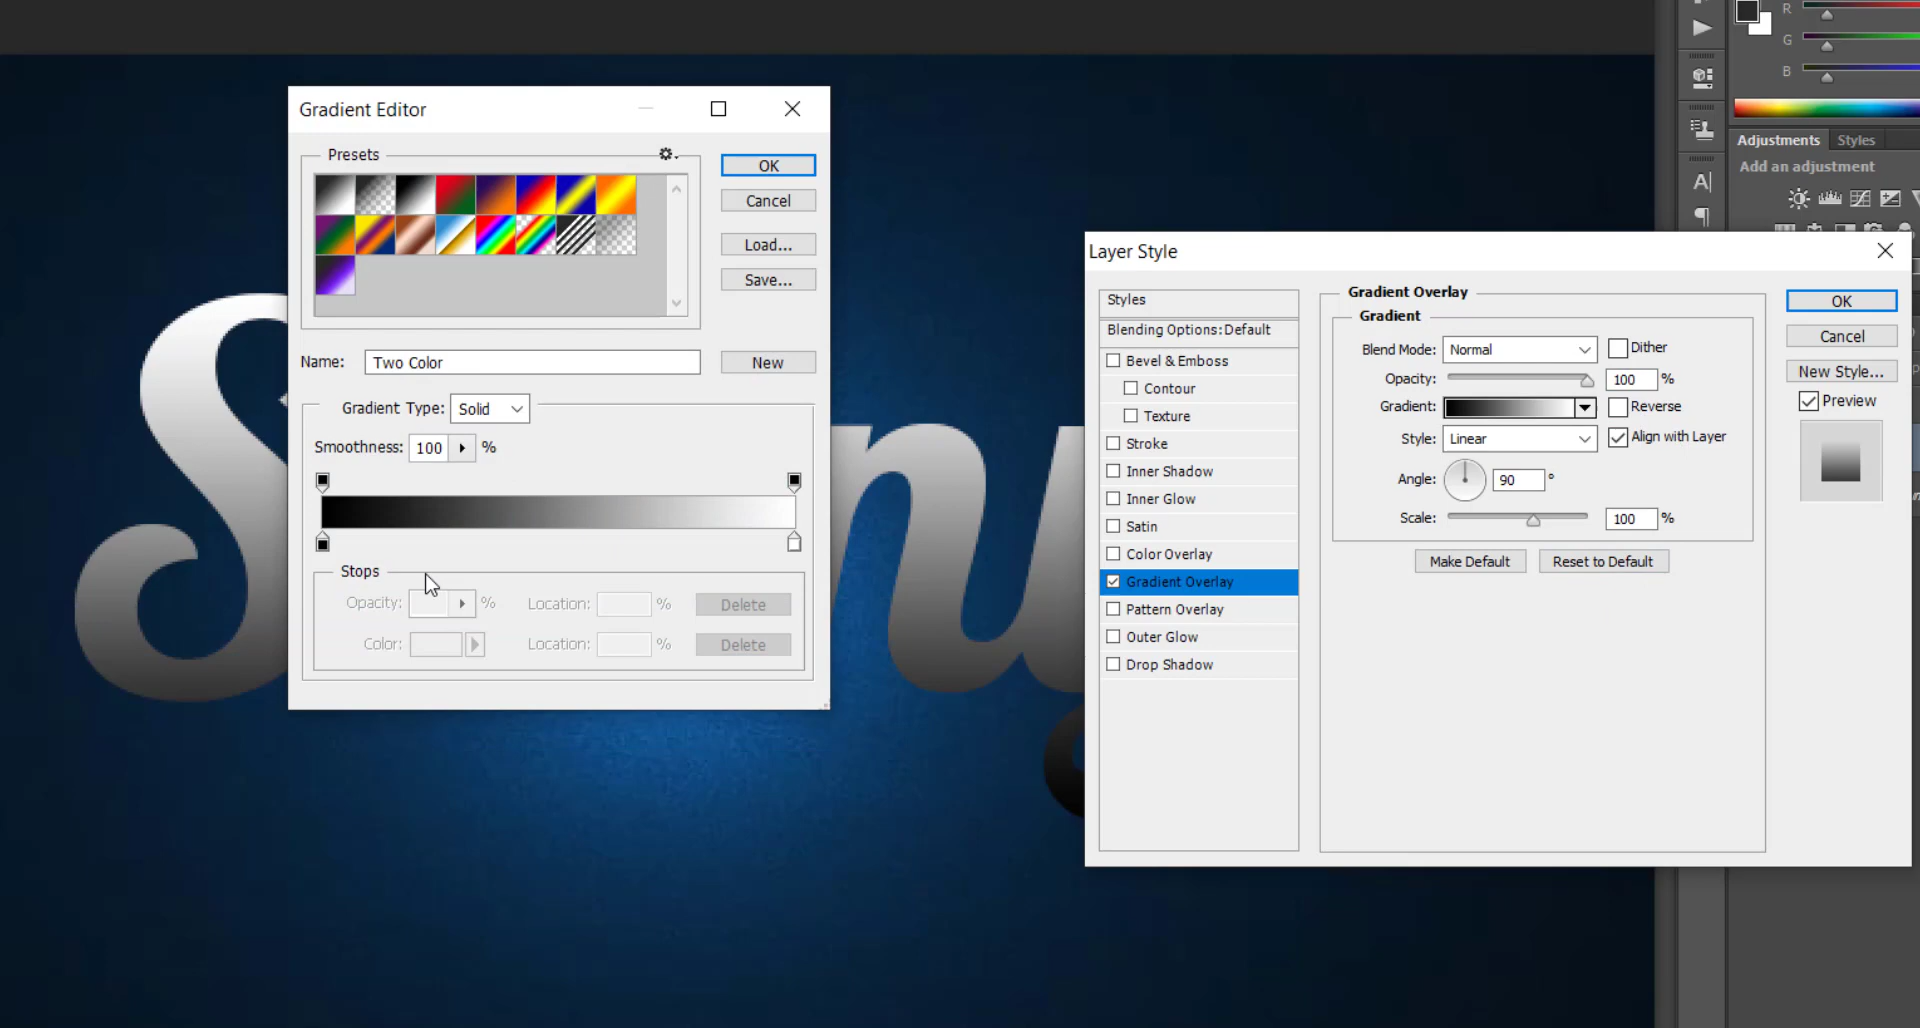 R
G
B
Adjustments Styles
Add an adjustment
Gradient Editor
Presets
OK
Cancel
Load...
Save...
Name: Two Color
New
Gradient Type: Solid
Smoothness: 100 %
Stops
Opacity: %
Location: %
Delete
Color:
Location: %
Delete
Layer Style
Styles
Blending Options: Default
Bevel & Emboss
Contour
Texture
Stroke
Inner Shadow
Inner Glow
Satin
Color Overlay
Gradient Overlay
Pattern Overlay
Outer Glow
Drop Shadow
Gradient Overlay
Gradient
Blend Mode: Normal
Dither
Opacity: 100 %
Gradient:
Reverse
Style: Linear
Align with Layer
Angle: 90 °
Scale: 100 %
Make Default
Reset to Default
OK
Cancel
New Style...
Preview